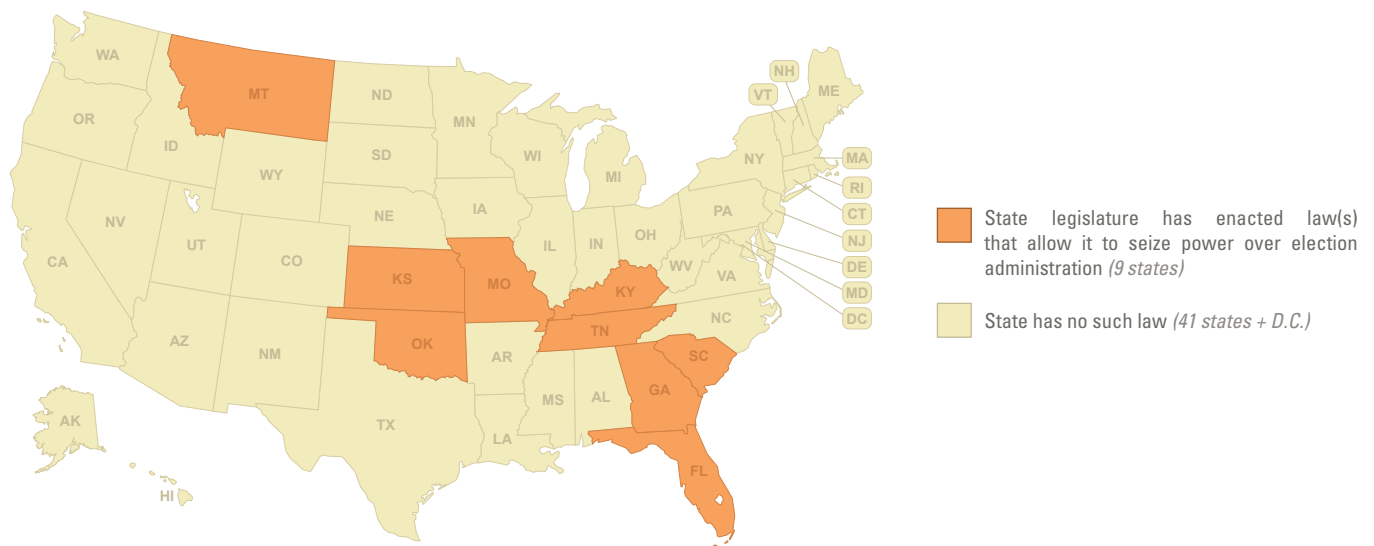 WA
MT
ND
MN
OR
ID
SD
WI
MI
NY
VT
NH
ME
MA
RI
CT
NJ
DE
MD
DC
WY
NE
IA
PA
NV
UT
CO
IL
IN
OH
WV
VA
CA
KS
MO
KY
NC
AZ
NM
OK
AR
TN
SC
TX
LA
MS
AL
GA
FL
AK
HI
State legislature has enacted law(s)
that allow it to seize power over election
administration (9 states)
State has no such law (41 states + D.C.)